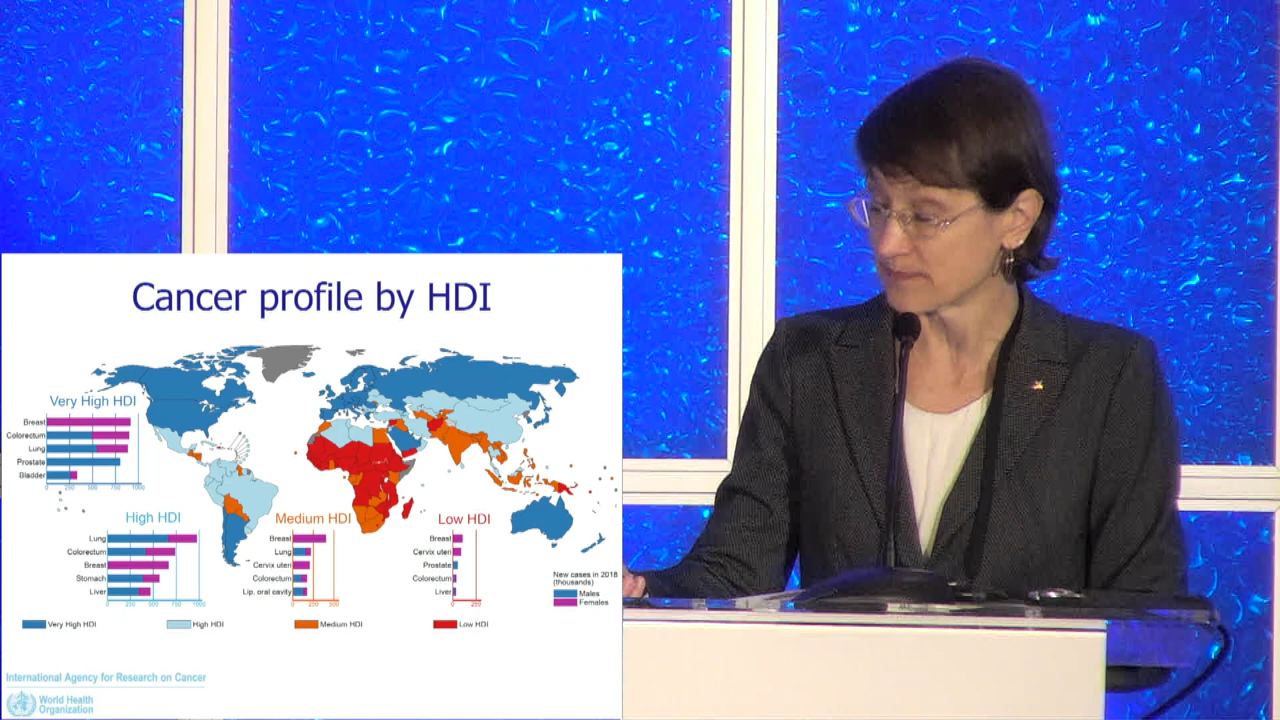 Cancer profile by HDI
Very High HDI
Breast
Colorectum
Lung
Prostate
Bladder
0 250 500 750 1000
High HDI
Lung
Colorectum
Breast
Stomach
Liver
0 250 500 750 1000
Medium HDI
Breast
Lung
Cervix uteri
Colorectum
Lip, oral cavity
0 250 500
Low HDI
Breast
Cervix uteri
Prostate
Colorectum
Liver
0 250
New cases in 2018
(thousands)
Males
Females
Very High HDI
High HDI
Medium HDI
Low HDI
International Agency for Research on Cancer
World Health
Organization